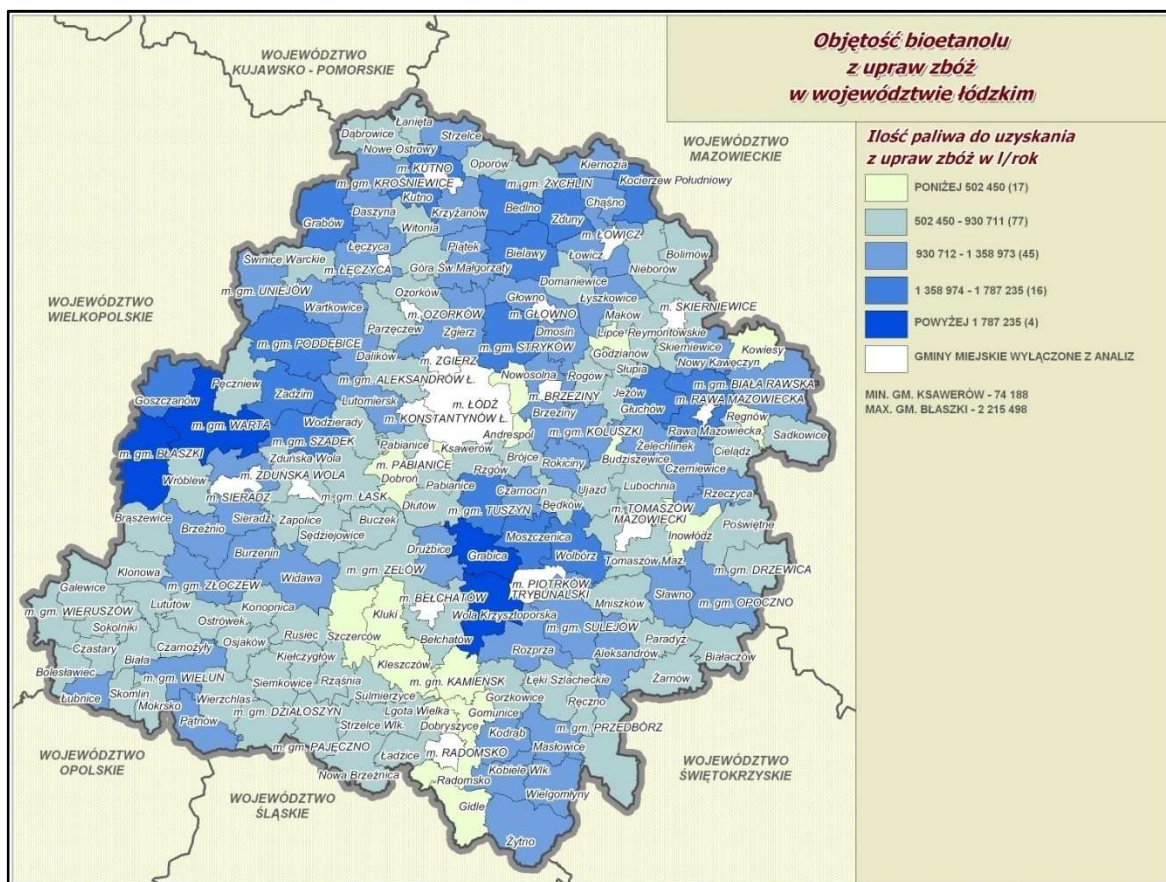 Objętość bioetanolu
z upraw zbóż
w województwie łódzkim
Ilość paliwa do uzyskania
z upraw zbóż w l/rok
PONIŻEJ 502 450 (17)
502 450 - 930 711 (77)
930 712 - 1 358 973 (45)
1 358 974 - 1 787 235 (16)
POWYŻEJ 1 787 235 (4)
GMINY MIEJSKIE WYŁĄCZONE Z ANALIZ
MIN. GM. KSAWERÓW - 74 188
MAX. GM. BŁASZKI - 2 215 498
WOJEWÓDZTWO
KUJAWSKO - POMORSKIE
WOJEWÓDZTWO
MAZOWIECKIE
WOJEWÓDZTWO
WIELKOPOLSKIE
WOJEWÓDZTWO
OPOLSKIE
WOJEWÓDZTWO
ŚLĄSKIE
WOJEWÓDZTWO
ŚWIĘTOKRZYSKIE
Łanięta
Dąbrowice
Strzelce
Nowe Ostrowy
Oporów
Kiernozia
m. KUTNO
m. gm. KROŚNIEWICE
m. gm. ŻYCHLIN
Kocierzew Południowy
Kutno
Bedlno
Chąśno
Grabów
Daszyna
Krzyżanów
Zduny
Witonia
m. ŁOWICZ
Łęczyca
Piątek
Bielawy
Łowicz
Bolimów
Świnice Warckie
m. ŁĘCZYCA
Góra Św. Małgorzaty
Nieborów
Domaniewice
m. gm. UNIEJÓW
Ozorków
Głowno
Łyszkowice
Wartkowice
m. OZORKÓW
m. GŁOWNO
Maków
m. SKIERNIEWICE
Parzęczew
Zgierz
Dmosin
Lipce Reymontowskie
m. gm. PODDĘBICE
m. gm. STRYKÓW
Skierniewice
Kowiesy
Dalików
m. ZGIERZ
Godzianów
Nowy Kawęczyn
Goszczanów
Pęczniew
m. gm. ALEKSANDRÓW Ł.
Nowosolna
Rogów
Słupia
m. gm. BIAŁA RAWSKA
Zadzim
Lutomiersk
m. ŁÓDŹ
m. BRZEZINY
Jeżów
m. RAWA MAZOWIECKA
m. KONSTANTYNÓW Ł.
Brzeziny
Głuchów
Regnów
m. gm. WARTA
Wodzierady
Andrespol
m. gm. KOLUSZKI
Rawa Mazowiecka
Sadkowice
m. gm. SZADEK
Pabianice
Ksawerów
Żelechlinek
Cielądz
m. gm. BŁASZKI
Zduńska Wola
m. PABIANICE
Brójce
Rokiciny
Budziszewice
Wróblew
m. ZDUŃSKA WOLA
Dobroń
Rzgów
Czerniewice
m. SIERADZ
m. gm. ŁASK
Pabianice
Czarnocin
Ujazd
Lubochnia
Rzeczyca
Brąszewice
Dłutów
m. gm. TUSZYN
Będków
m. TOMASZÓW
MAZOWIECKI
Brzeźnio
Sieradz
Zapolice
Buczek
Inowłódz
Poświętne
Sędziejowice
Drużbice
Moszczenica
Burzenin
Grabica
Wolbórz
Tomaszów Maz.
Klonowa
m. gm. ZELÓW
m. gm. DRZEWICA
Galewice
m. gm. ZŁOCZEW
Widawa
m. BEŁCHATÓW
m. PIOTRKÓW
TRYBUNALSKI
Sławno
m. gm. WIERUSZÓW
Lututów
Konopnica
Kluki
Mniszków
m. gm. OPOCZNO
Sokolniki
Ostrówek
Wola Krzysztoporska
m. gm. SULEJÓW
Czastary
Osjaków
Rusiec
Szczerców
Bełchatów
Paradyż
Czarnożyły
Rozprza
Aleksandrów
Białaczów
Biała
Kiełczygłów
Kleszczów
Bolesławiec
m. gm. WIELUŃ
Siemkowice
Rząśnia
m. gm. KAMIEŃSK
Łęki Szlacheckie
Żarnów
Łubnice
Skomlin
Wierzchlas
Sulmierzyce
Gorzkowice
Ręczno
Mokrsko
Pątnów
m. gm. DZIAŁOSZYN
Lgota Wielka
Gomunice
Strzelce Wlk.
Dobryszyce
Kodrąb
m. gm. PRZEDBÓRZ
m. gm. PAJĘCZNO
Ładzice
m. RADOMSKO
Masłowice
Nowa Brzeźnica
Radomsko
Kobiele Wlk.
Wielgomłyny
Gidle
Żytno